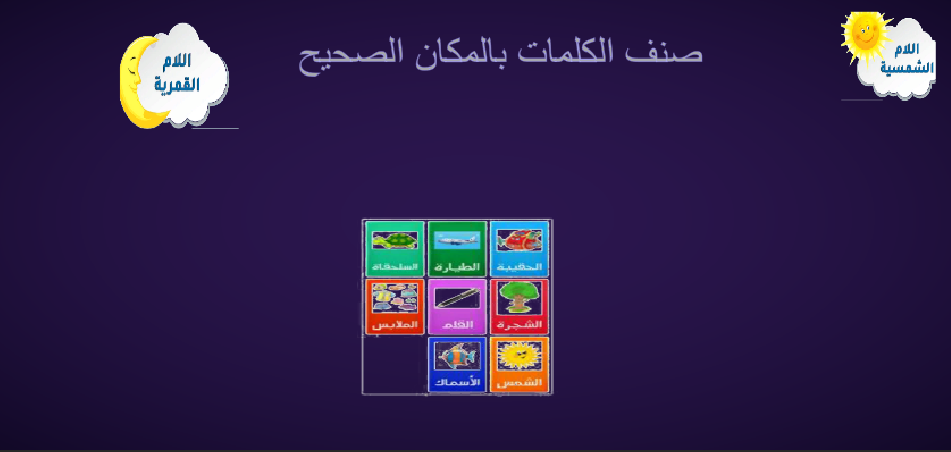 صنف الكلمات بالمكان الصحيح
اللام
الشمسية
اللام
القمرية
الحقيبة
الطيارة
السلحفاة
الشجرة
القلم
الملابس
الشمس
الأسماك